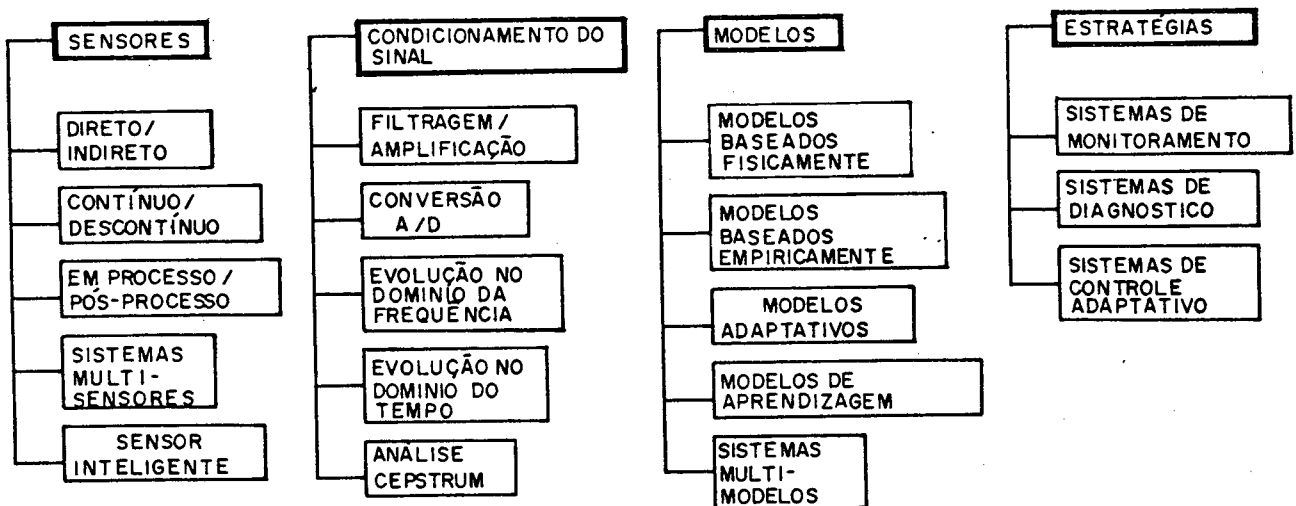 SENSORES
DIRETO/
INDIRETO
CONTÍNUO/
DESCONTÍNUO
EM PROCESSO/
PÓS-PROCESSO
SISTEMAS
MULTI-
SENSORES
SENSOR
INTELIGENTE
CONDICIONAMENTO DO
SINAL
FILTRAGEM/
AMPLIFICAÇÃO
CONVERSÃO
A/D
EVOLUÇÃO NO
DOMINÍO DA
FREQUÊNCIA
EVOLUÇÃO NO
DOMINIO DO
TEMPO
ANÁLISE
CEPSTRUM
MODELOS
MODELOS
BASEADOS
FISICAMENTE
MODELOS
BASEADOS
EMPIRICAMENTE
MODELOS
ADAPTATIVOS
MODELOS DE
APRENDIZAGEM
SISTEMAS
MULTI-
MODELOS
ESTRATÉGIAS
SISTEMAS DE
MONITORAMENTO
SISTEMAS DE
DIAGNOSTICO
SISTEMAS DE
CONTROLE
ADAPTATIVO